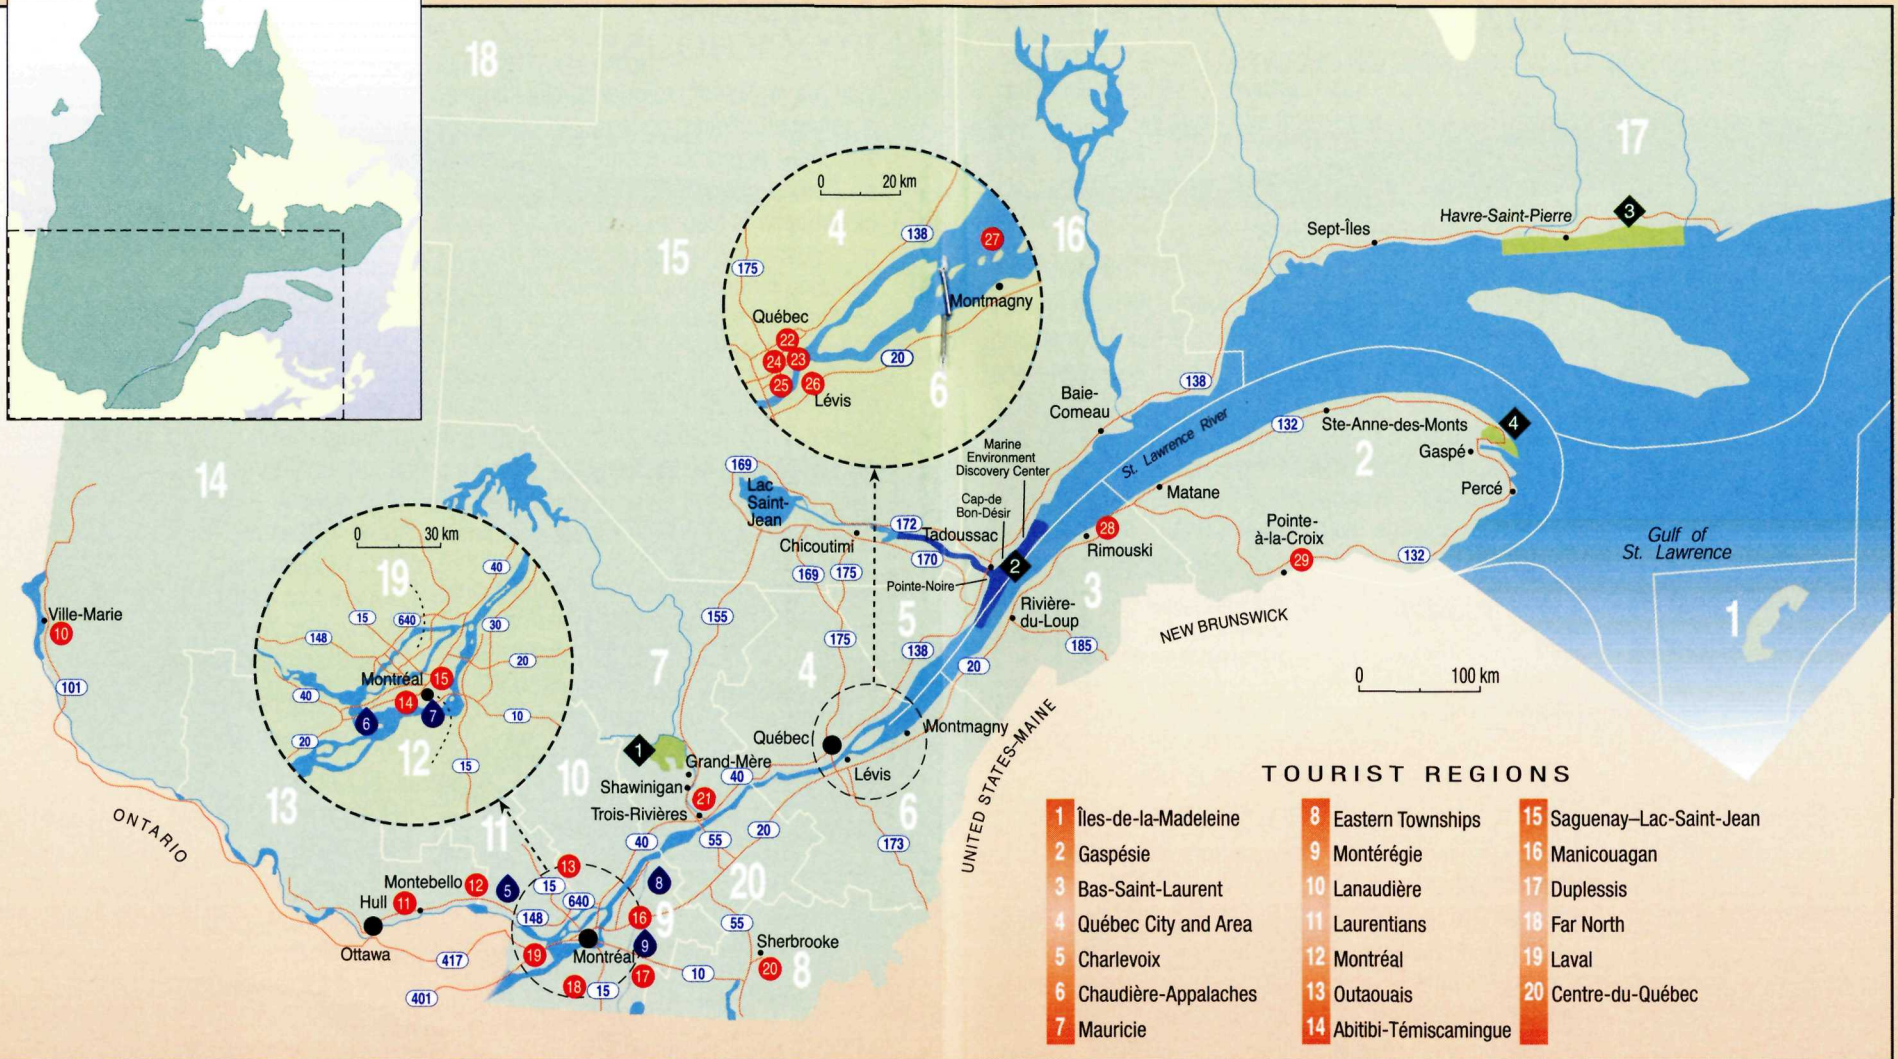 18
17
0 20 km
4
138
27
175
15
16
Montmagny
Québec
22
24
23
20
25
26
Lévis
6
Havre-Saint-Pierre
3
Sept-Îles
Baie-
Comeau
138
St. Lawrence River
132
Ste-Anne-des-Monts
4
2
Gaspé
Percé
Matane
Marine
Environment
Discovery Center
Cap-de
Bon-Désir
14
169
Lac
Saint-
Jean
172
Tadoussac
Chicoutimi
170
169
175
Pointe-Noire
2
28
Rimouski
Pointe-
à-la-Croix
29
132
Gulf of
St. Lawrence
3
1
Rivière-
du-Loup
185
NEW BRUNSWICK
0 100 km
5
155
175
138
20
7
4
0 30 km
40
19
15
640
30
148
20
Montréal
15
40
14
6
7
10
20
12
15
Ville-Marie
10
101
ONTARIO
13
10
11
1
Grand-Mère
40
Shawinigan
21
Trois-Rivières
Québec
Montmagny
Lévis
6
173
UNITED STATES–MAINE
40
55
20
20
13
Montebello
12
5
15
8
Hull
11
640
148
16
9
55
9
Ottawa
417
19
Montréal
Sherbrooke
20
8
17
10
18
15
401
TOURIST REGIONS
1 Îles-de-la-Madeleine
2 Gaspésie
3 Bas-Saint-Laurent
4 Québec City and Area
5 Charlevoix
6 Chaudière-Appalaches
7 Mauricie
8 Eastern Townships
9 Montérégie
10 Lanaudière
11 Laurentians
12 Montréal
13 Outaouais
14 Abitibi-Témiscamingue
15 Saguenay–Lac-Saint-Jean
16 Manicouagan
17 Duplessis
18 Far North
19 Laval
20 Centre-du-Québec